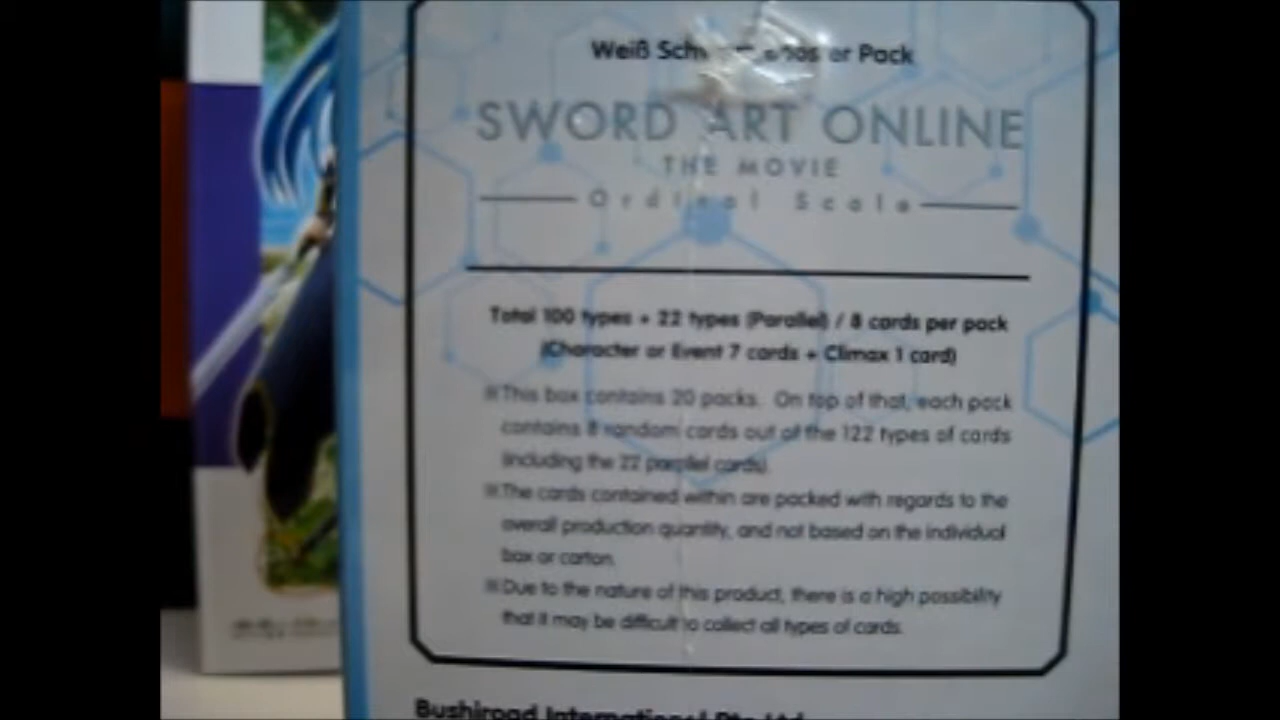 Weiß Pack
SWORD ART ONLINE
THE MOVIE
Ordinal Scale
Total 100 types + 22 types (Parallel) / 8 cards per pack
(Character or Event 7 cards + Climax 1 card)
※This box contains 20 packs. On top of that, each pack
contains 8 random cards out of the 122 types of cards
(including the 22 parallel cards).
※The cards contained within are packed with regards to the
overall production quantity, and not based on the individual
box or carton.
※Due to the nature of this product, there is a high possibility
that it may be difficult to collect all types of cards.
Bushiroad International Pte Ltd